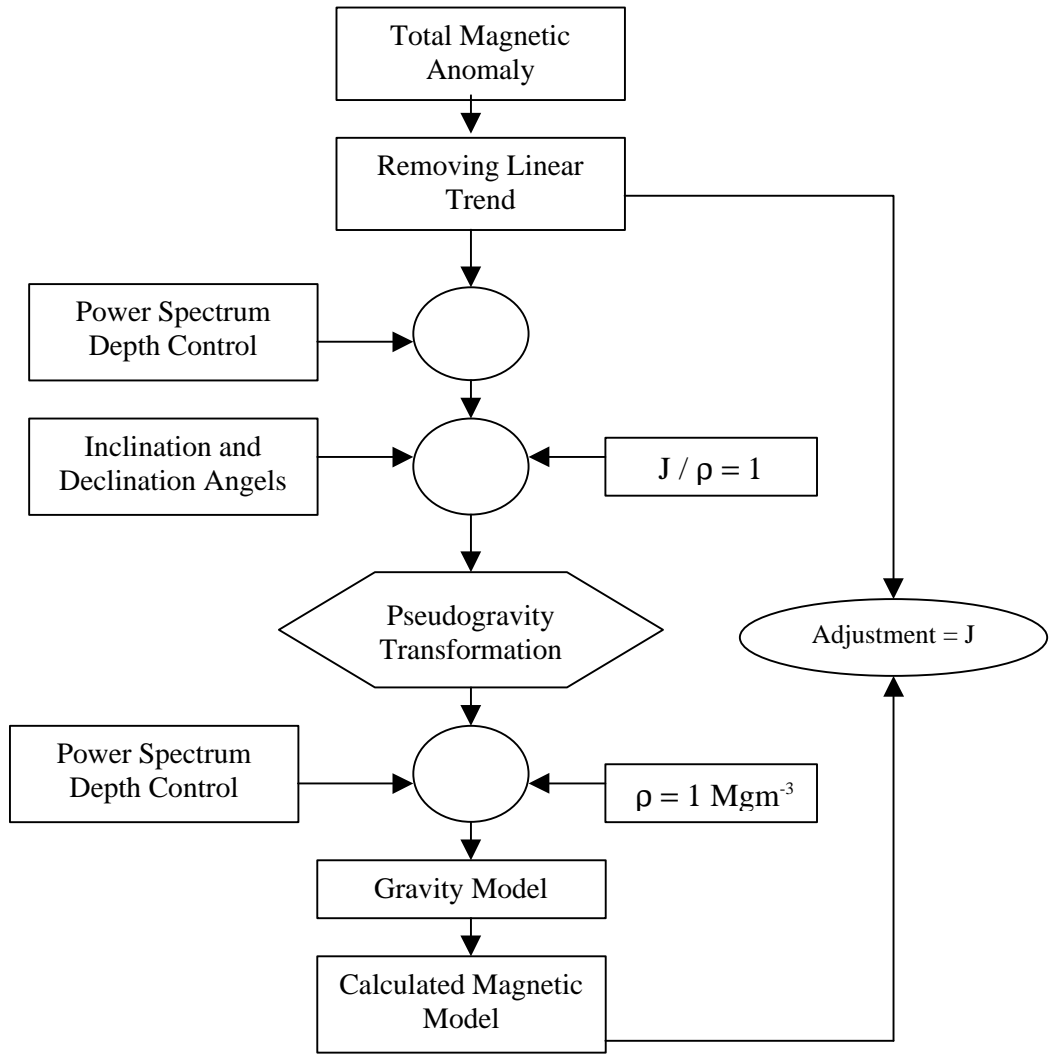 Total Magnetic
Anomaly
Removing Linear
Trend
Power Spectrum
Depth Control
Inclination and
Declination Angels
J / ρ = 1
Pseudogravity
Transformation
Adjustment = J
Power Spectrum
Depth Control
ρ = 1 Mgm⁻³
Gravity Model
Calculated Magnetic
Model